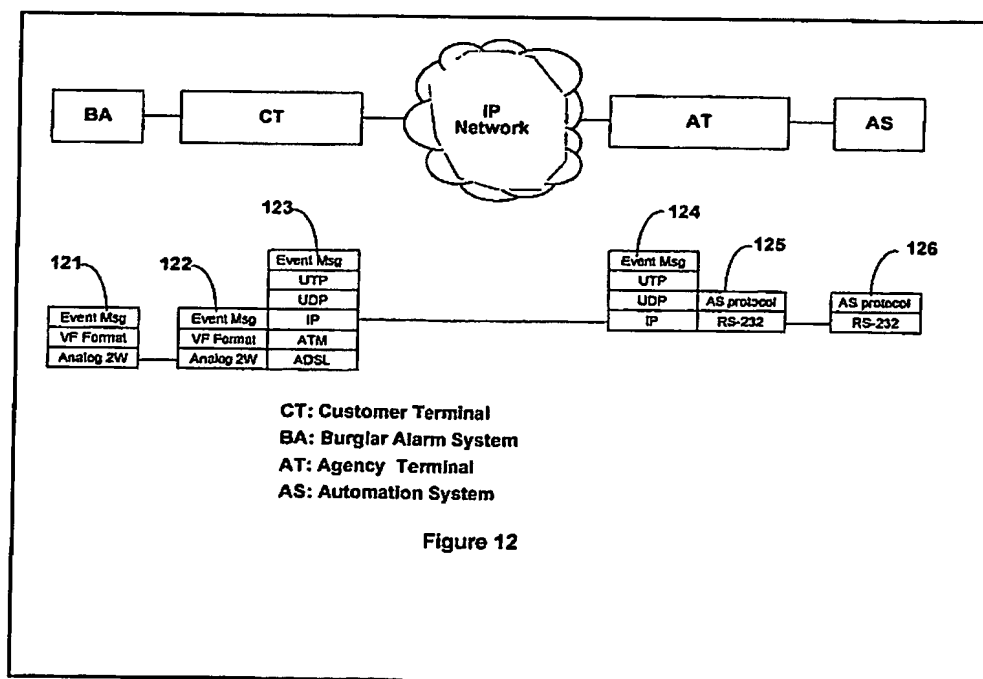 BA
CT
IP
Network
AT
AS
123
124
121
122
125
126
Event Msg
VF Format
Analog 2W
Event Msg
VF Format
Analog 2W
Event Msg
UTP
UDP
IP
ATM
ADSL
Event Msg
UTP
UDP
IP
AS protocol
RS-232
AS protocol
RS-232
CT: Customer Terminal
BA: Burglar Alarm System
AT: Agency Terminal
AS: Automation System
Figure 12